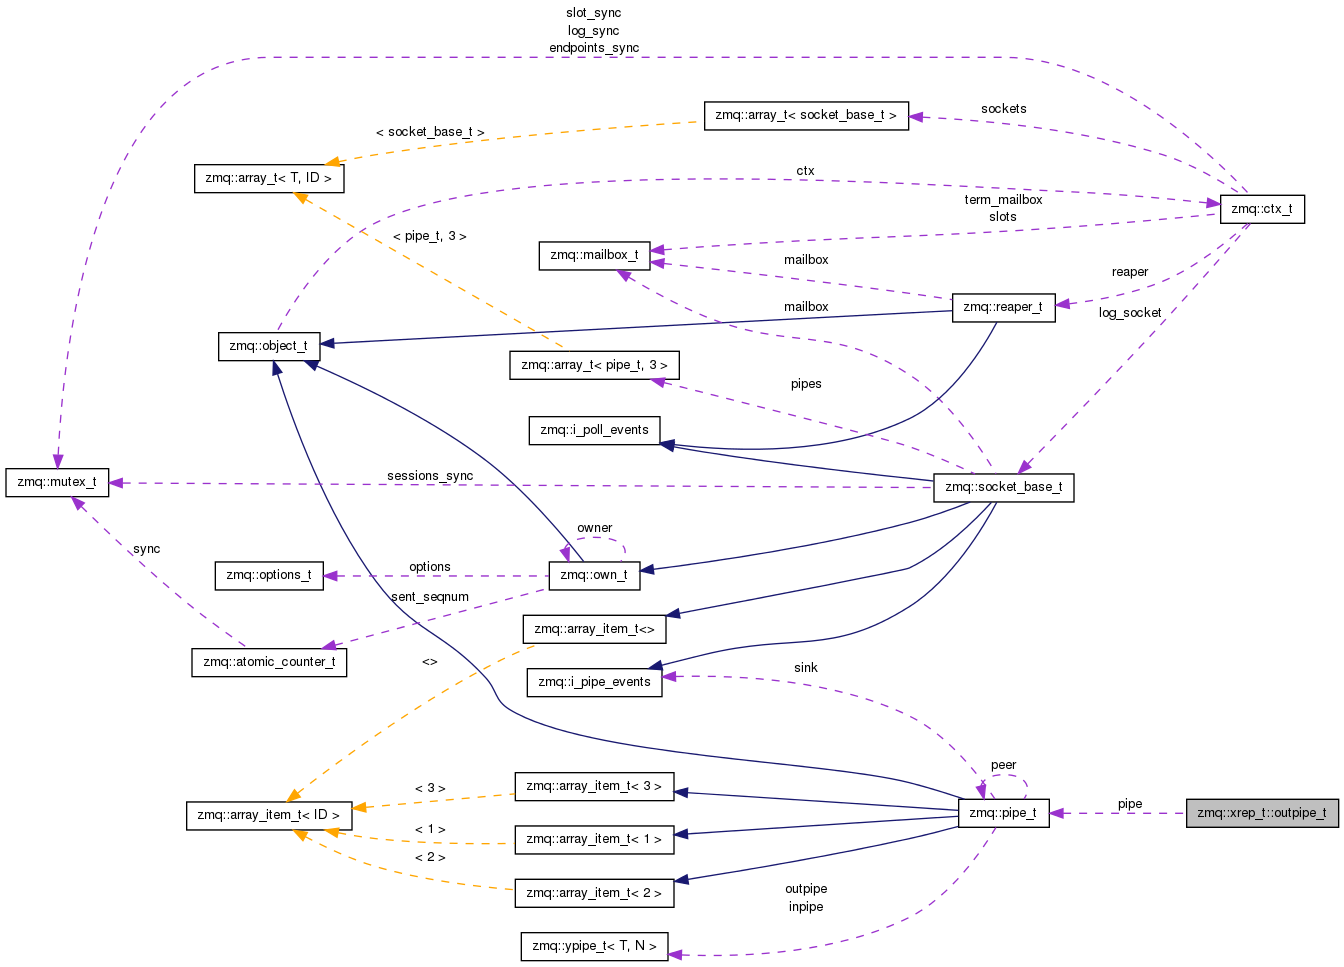 slot_sync
log_sync
endpoints_sync
sockets
zmq::array_t< socket_base_t >
< socket_base_t >
zmq::array_t< T, ID >
ctx
term_mailbox
slots
zmq::ctx_t
< pipe_t, 3 >
zmq::mailbox_t
mailbox
reaper
mailbox
zmq::reaper_t
log_socket
zmq::object_t
zmq::array_t< pipe_t, 3 >
pipes
zmq::i_poll_events
zmq::mutex_t
sessions_sync
zmq::socket_base_t
owner
sync
zmq::options_t
options
zmq::own_t
sent_seqnum
zmq::array_item_t<>
zmq::atomic_counter_t
<>
zmq::i_pipe_events
sink
peer
zmq::array_item_t< 3 >
< 3 >
zmq::array_item_t< ID >
zmq::pipe_t
pipe
zmq::xrep_t::outpipe_t
< 1 >
zmq::array_item_t< 1 >
< 2 >
zmq::array_item_t< 2 >
outpipe
inpipe
zmq::ypipe_t< T, N >